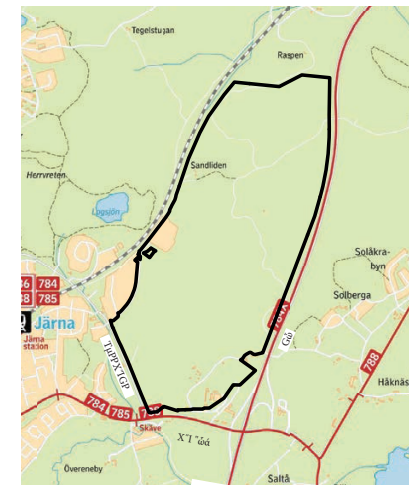 Tegelstugan
Raspen
Sandliden
Herrvreten
Logsjön
784
785
Järna
Järna
station
Solåkra-
byn
Solberga
788
Håknäs
784 785
Skäve
Övereneby
Saltå